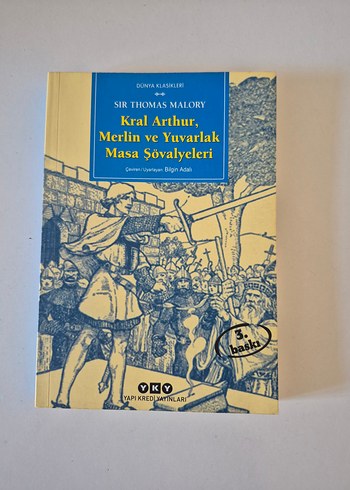 DÜNYA KLASİKLERİ
SIR THOMAS MALORY
Kral Arthur,
Merlin ve Yuvarlak
Masa Şövalyeleri
Çeviren / Uyarlayan: Bilgin Adalı
3.
baskı
YKY
YAPI KREDİ YAYINLARI